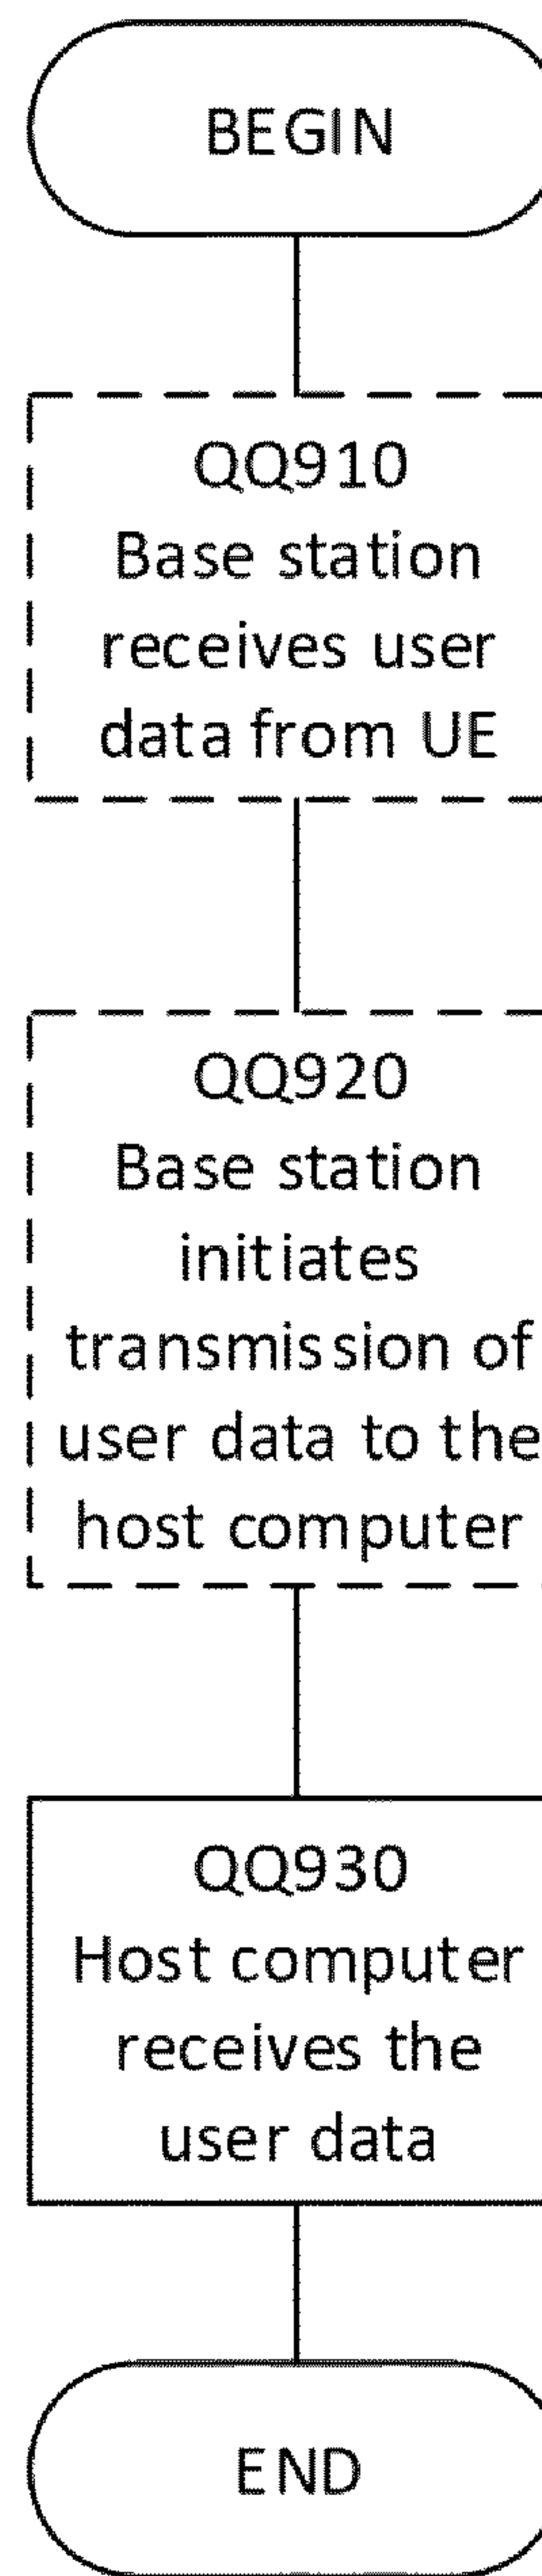 BEGIN
QQ910
Base station
receives user
data from UE
QQ920
Base station
initiates
transmission of
user data to the
host computer
QQ930
Host computer
receives the
user data
END